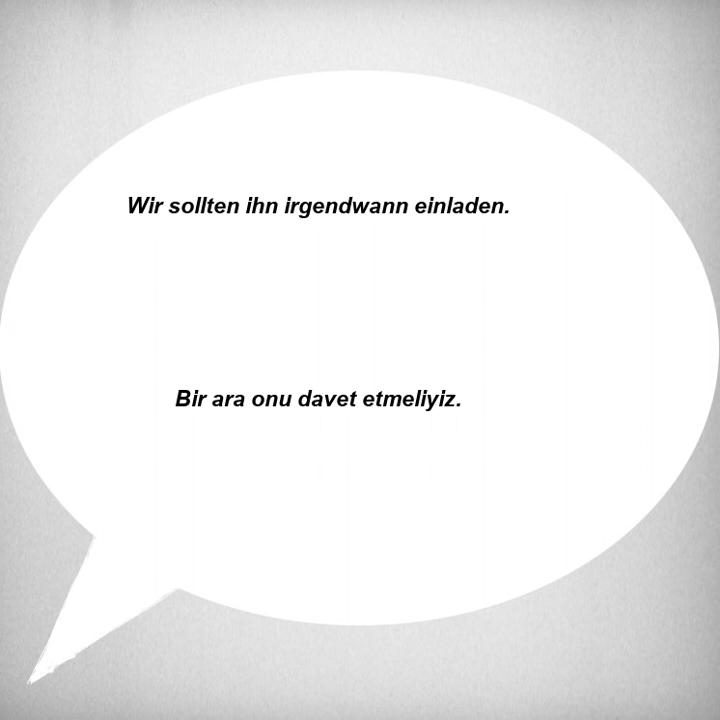 Wir sollten ihn irgendwann einladen.
Bir ara onu davet etmeliyiz.